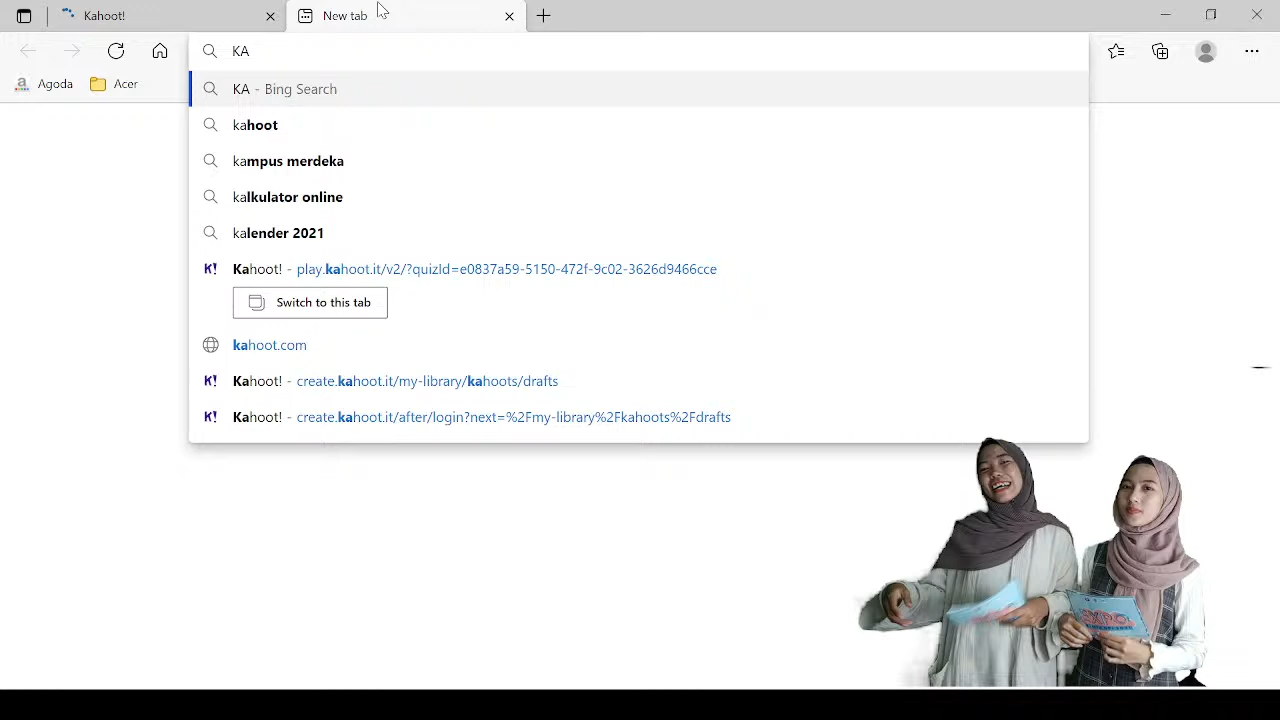 Kahoot!
New tab
KA
Agoda
Acer
KA - Bing Search
kahoot
kampus merdeka
kalkulator online
kalender 2021
K! Kahoot! - play.kahoot.it/v2/?quizId=e0837a59-5150-472f-9c02-3626d9466cce
Switch to this tab
kahoot.com
K! Kahoot! - create.kahoot.it/my-library/kahoots/drafts
K! Kahoot! - create.kahoot.it/after/login?next=%2Fmy-library%2Fkahoots%2Fdrafts